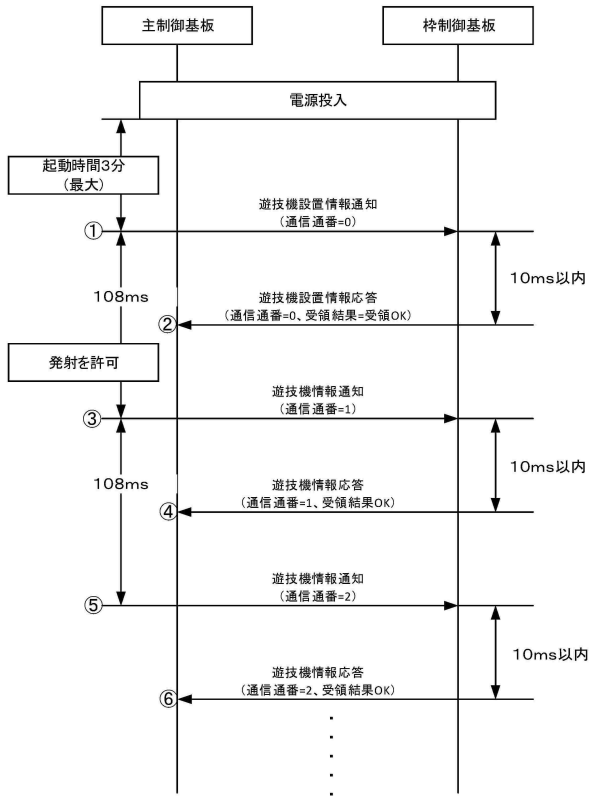 主制御基板
枠制御基板
電源投入
起動時間3分
(最大)
遊技機設置情報通知
(通信通番=0)
①
108ms
10ms以内
遊技機設置情報応答
(通信通番=0、受領結果=受領OK)
②
発射を許可
遊技機情報通知
(通信通番=1)
③
108ms
10ms以内
遊技機情報応答
(通信通番=1、受領結果OK)
④
遊技機情報通知
(通信通番=2)
⑤
10ms以内
遊技機情報応答
(通信通番=2、受領結果OK)
⑥